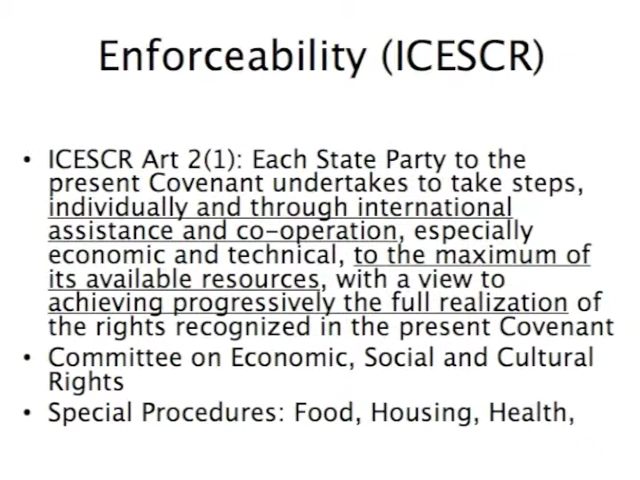 Enforceability (ICESCR)
• ICESCR Art 2(1): Each State Party to the
present Covenant undertakes to take steps,
individually and through international
assistance and co-operation, especially
economic and technical, to the maximum of
its available resources, with a view to
achieving progressively the full realization of
the rights recognized in the present Covenant
• Committee on Economic, Social and Cultural
Rights
• Special Procedures: Food, Housing, Health,